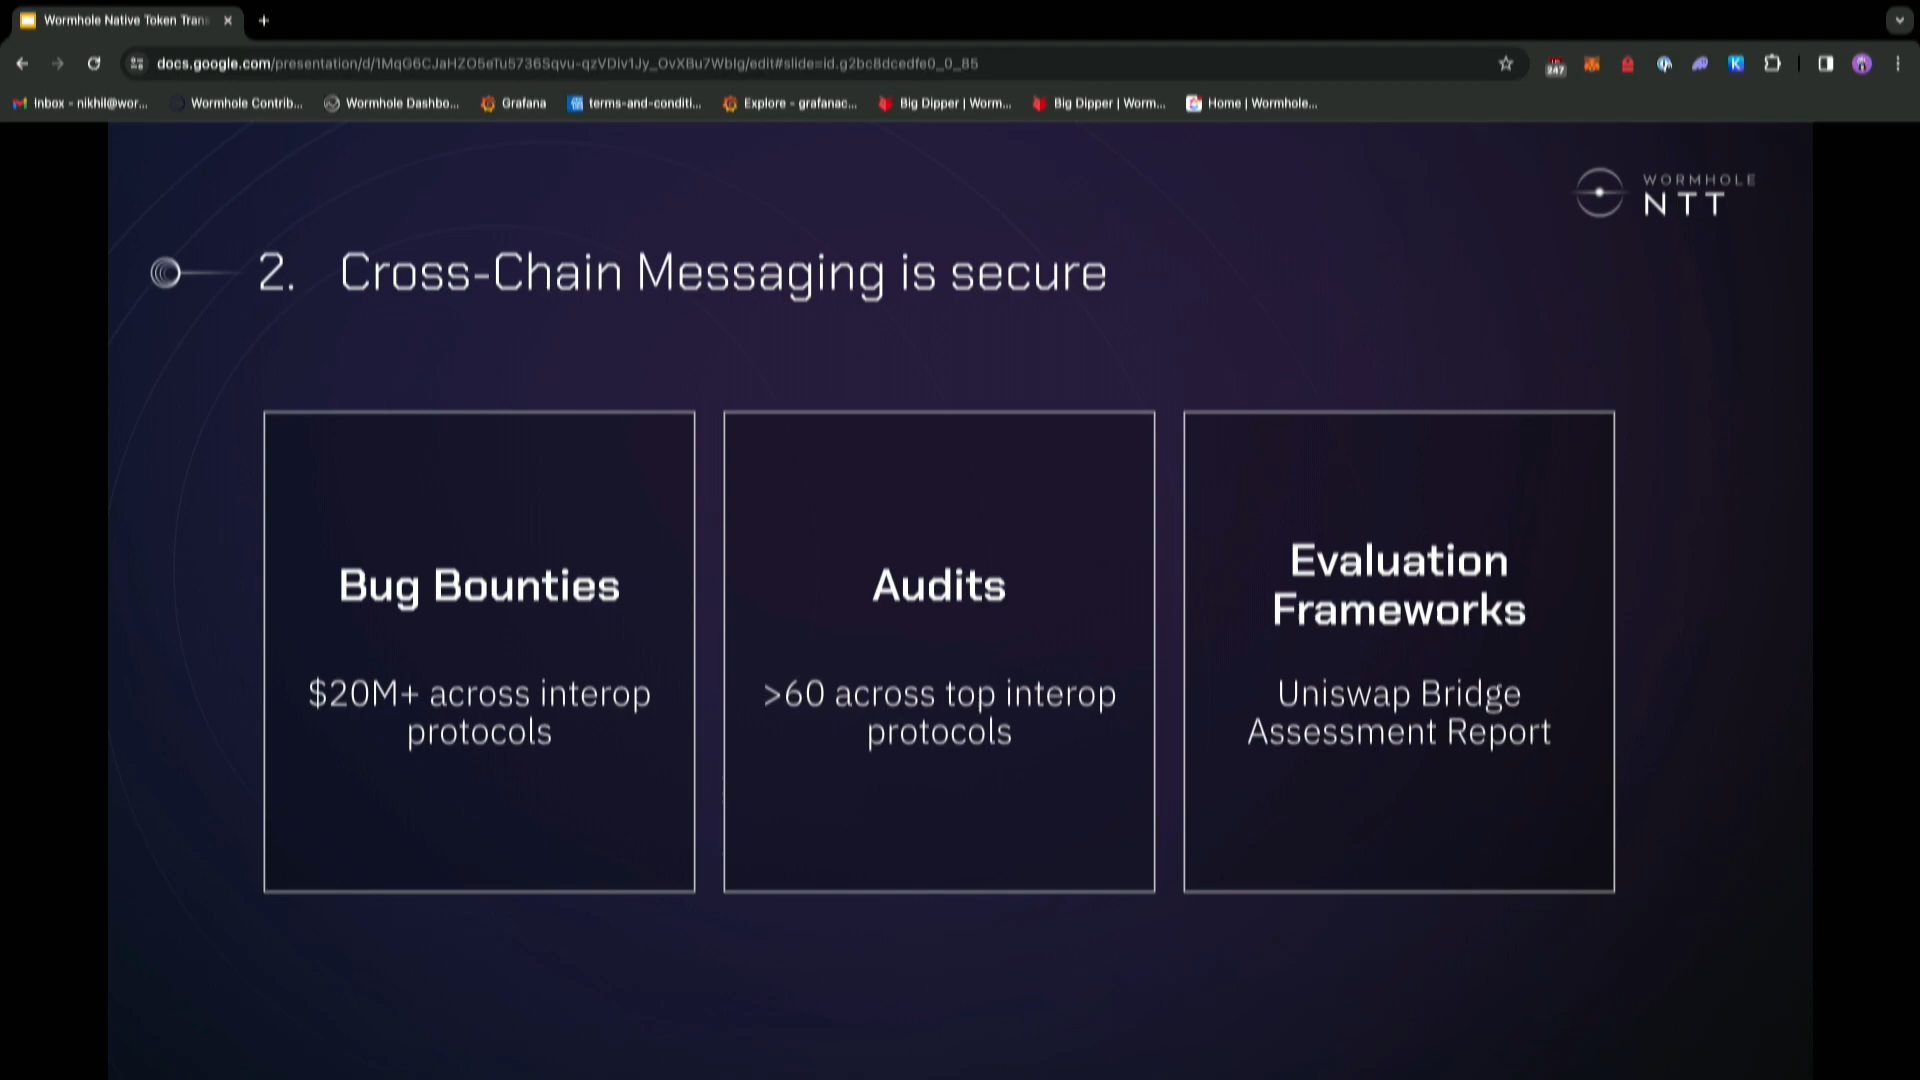 Wormhole Native Token Tran
docs.google.com/presentation/d/1MqG6CJaHZO5eTu5736Sqvu-qzVDiv1Jy_OvXBu7WbIg/edit#slide=id.g2bc8dcedfe0_0_85
247
K
Inbox - nikhil@wor...
Wormhole Contrib...
Wormhole Dashbo...
Grafana
terms-and-conditi...
Explore - grafanac...
Big Dipper | Worm...
Big Dipper | Worm...
Home | Wormhole...
WORMHOLE
NTT
2. Cross-Chain Messaging is secure
Bug Bounties
$20M+ across interop
protocols
Audits
>60 across top interop
protocols
Evaluation
Frameworks
Uniswap Bridge
Assessment Report